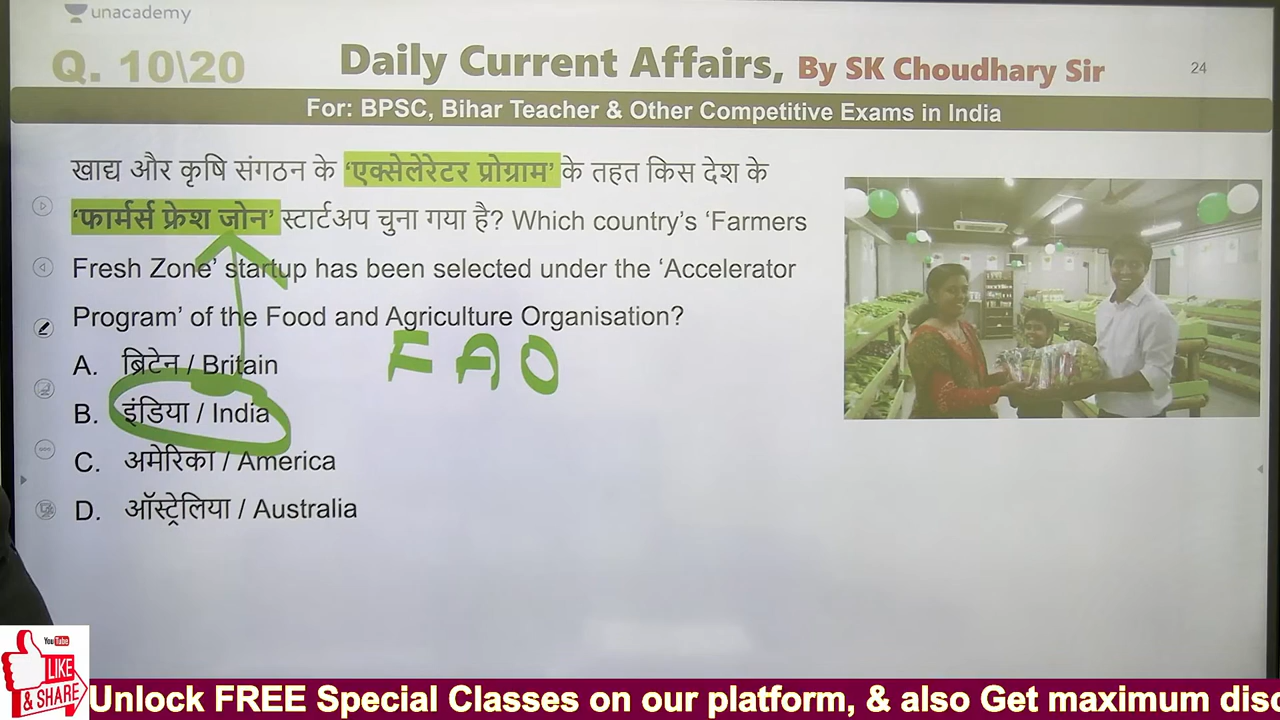 unacademy
Q. 10\20
Daily Current Affairs, By SK Choudhary Sir
24
For: BPSC, Bihar Teacher & Other Competitive Exams in India
खाद्य और कृषि संगठन के ‘एक्सेलेरेटर प्रोग्राम’ के तहत किस देश के
‘फार्मर्स फ्रेश जोन’ स्टार्टअप चुना गया है? Which country’s ‘Farmers
Fresh Zone’ startup has been selected under the ‘Accelerator
Program’ of the Food and Agriculture Organisation?
FAO
A. ब्रिटेन / Britain
B. इंडिया / India
C. अमेरिका / America
D. ऑस्ट्रेलिया / Australia
YouTube
LIKE
& SHARE
Unlock FREE Special Classes on our platform, & also Get maximum disc